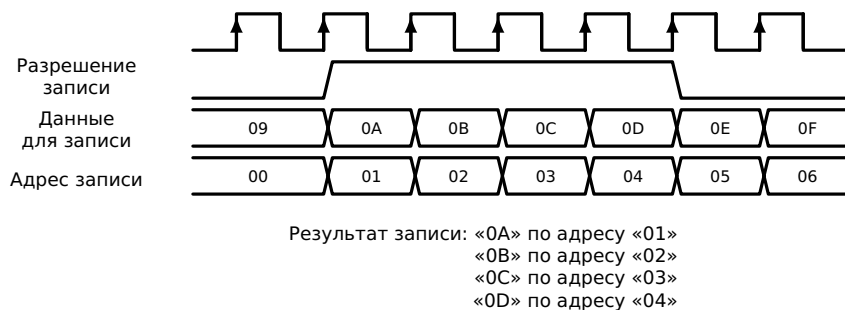 Разрешение
записи
Данные
для записи
09 0A 0B 0C 0D 0E 0F
Адрес записи
00 01 02 03 04 05 06
Результат записи: «0A» по адресу «01»
«0B» по адресу «02»
«0C» по адресу «03»
«0D» по адресу «04»